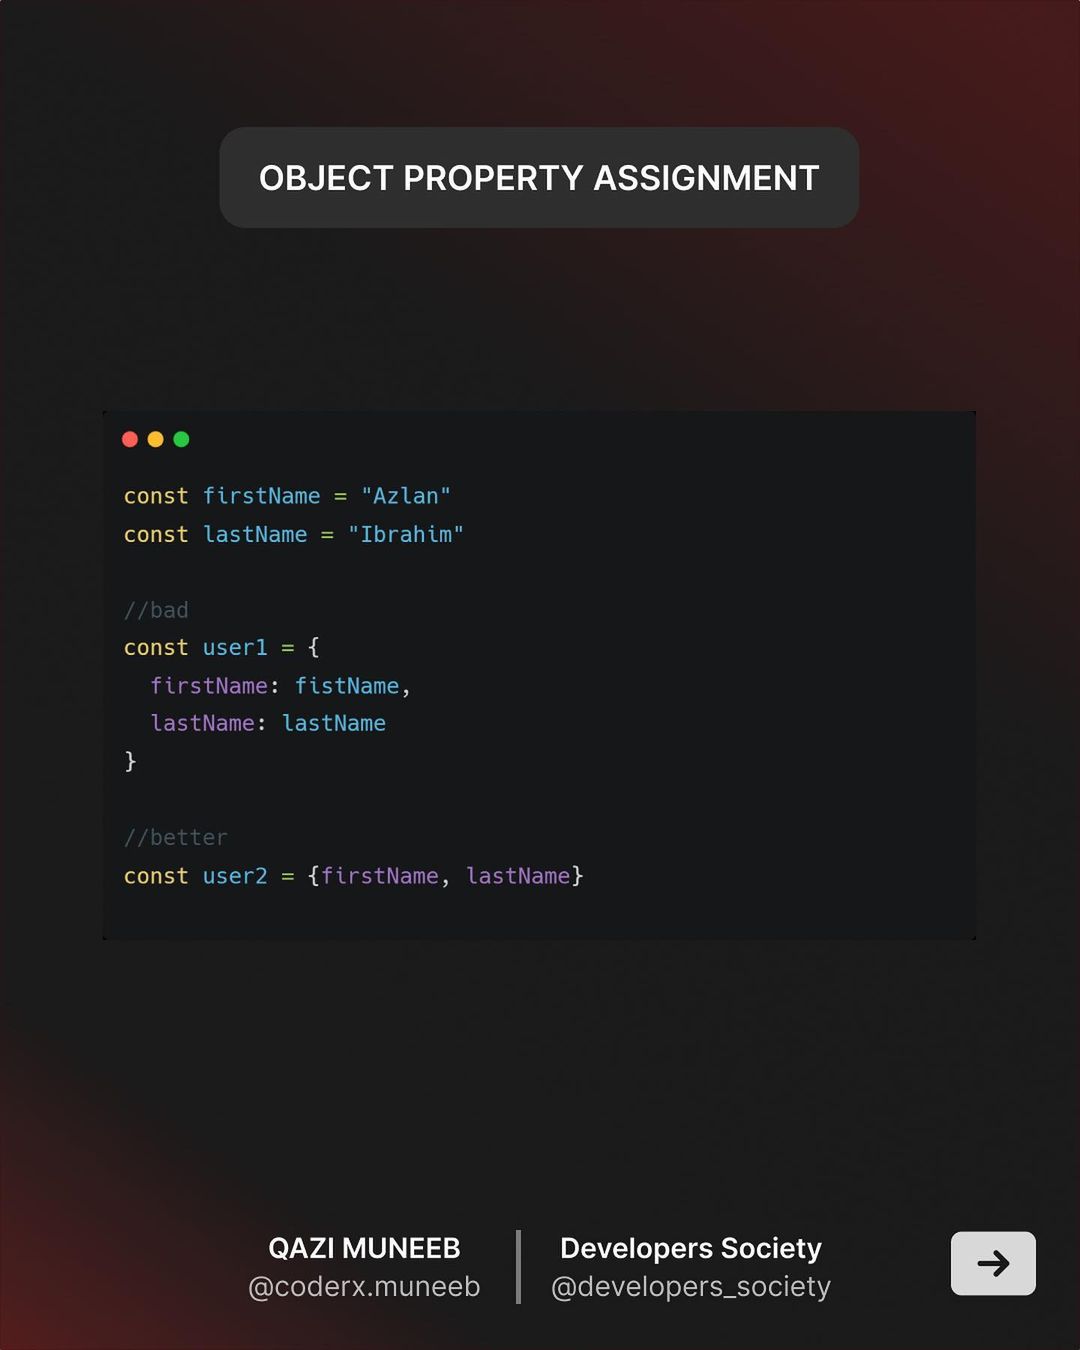 OBJECT PROPERTY ASSIGNMENT
const firstName = "Azlan"
const lastName = "Ibrahim"
//bad
const user1 = {
  firstName: fistName,
  lastName: lastName
}
//better
const user2 = {firstName, lastName}
QAZI MUNEEB
@coderx.muneeb
Developers Society
@developers_society